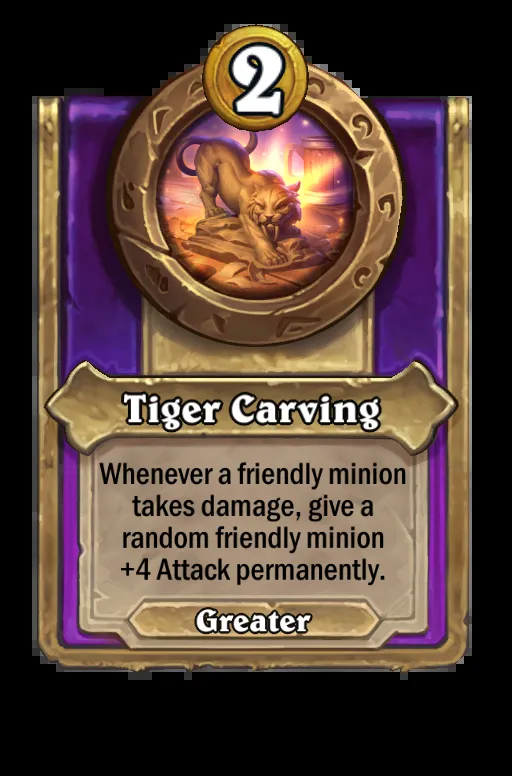 2
Tiger Carving
Whenever a friendly minion
takes damage, give a
random friendly minion
+4 Attack permanently.
Greater